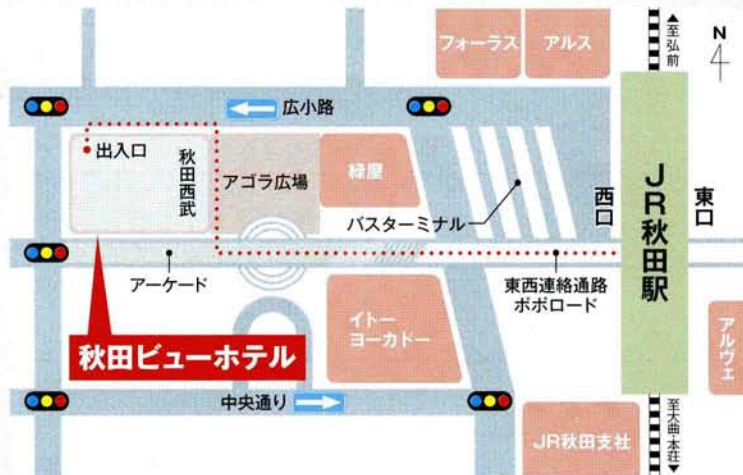 フォーラス
アルス
▲至弘前
N
広小路
出入口
秋田西武
アゴラ広場
緑屋
バスターミナル
西口
JR秋田駅
東口
アーケード
東西連絡通路
ポポロード
イトー
ヨーカドー
アルヴェ
秋田ビューホテル
中央通り
JR秋田支社
至大曲・本荘▼